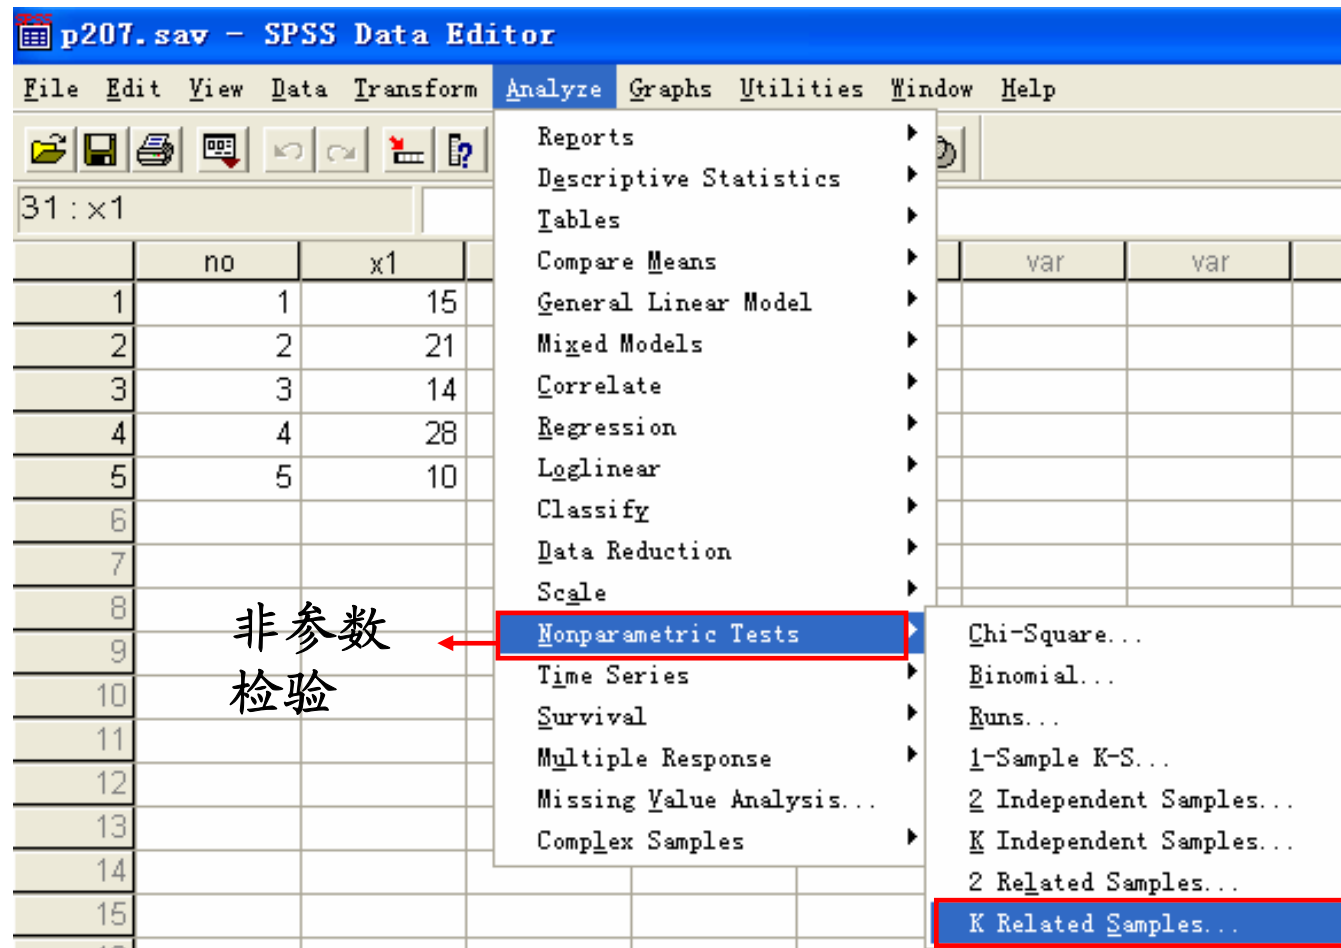 p207.sav - SPSS Data Editor
File Edit View Data Transform Analyze Graphs Utilities Window Help
31 : x1
no x1 var var
1 1 15
2 2 21
3 3 14
4 4 28
5 5 10
6
7
8
9
10
11
12
13
14
15
Reports
Descriptive Statistics
Tables
Compare Means
General Linear Model
Mixed Models
Correlate
Regression
Loglinear
Classify
Data Reduction
Scale
Nonparametric Tests
Time Series
Survival
Multiple Response
Missing Value Analysis...
Complex Samples
非参数
检验
Chi-Square...
Binomial...
Runs...
1-Sample K-S...
2 Independent Samples...
K Independent Samples...
2 Related Samples...
K Related Samples...